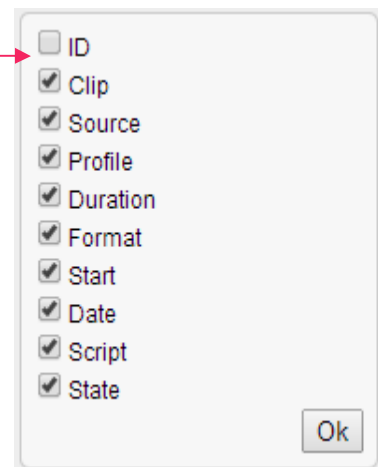 ID
Clip
Source
Profile
Duration
Format
Start
Date
Script
State
Ok